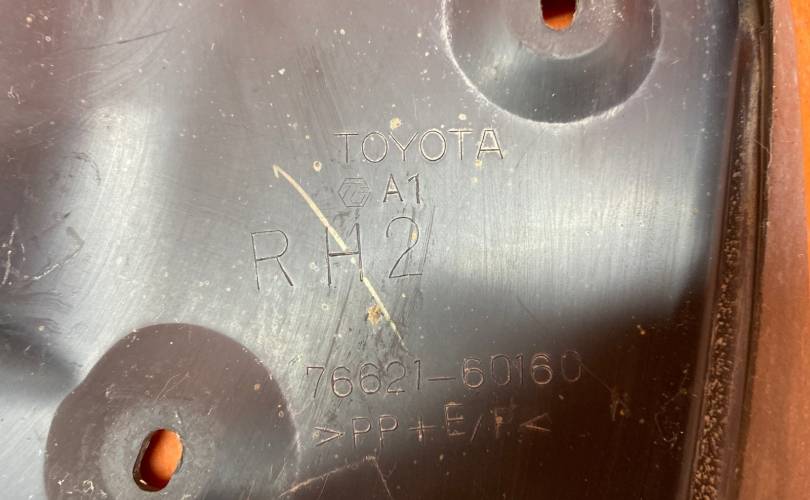 TOYOTA
A1
RH2
76621-60160
>PP+E/P<